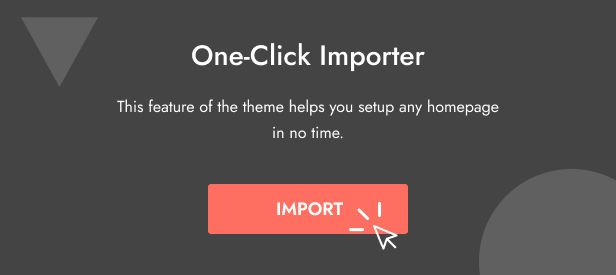 One-Click Importer
This feature of the theme helps you setup any homepage
in no time.
IMPORT